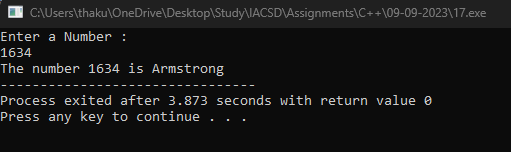 C:\Users\thaku\OneDrive\Desktop\Study\IACSD\Assignments\C++\09-09-2023\17.exe
Enter a Number :
1634
The number 1634 is Armstrong
--------------------------------
Process exited after 3.873 seconds with return value 0
Press any key to continue . . .